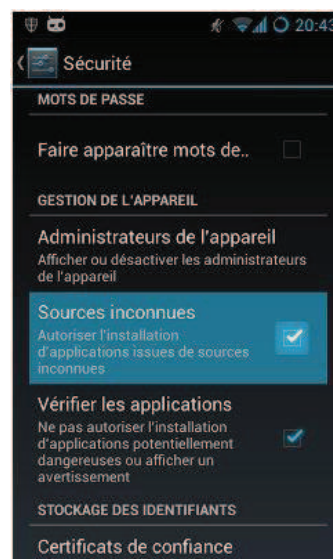 20:43
Sécurité
MOTS DE PASSE
Faire apparaître mots de..
GESTION DE L'APPAREIL
Administrateurs de l'appareil
Afficher ou désactiver les administrateurs
de l'appareil
Sources inconnues
Autoriser l'installation
d'applications issues de sources
inconnues
Vérifier les applications
Ne pas autoriser l'installation
d'applications potentiellement
dangereuses ou afficher un
avertissement
STOCKAGE DES IDENTIFIANTS
Certificats de confiance